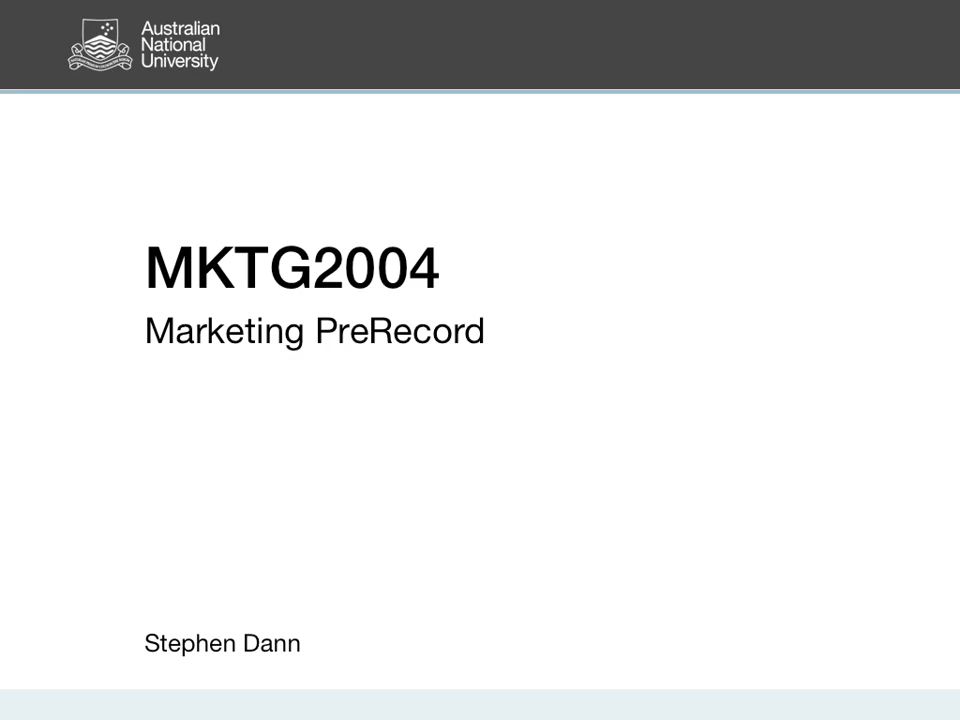 Australian
National
University
MKTG2004
Marketing PreRecord
Stephen Dann